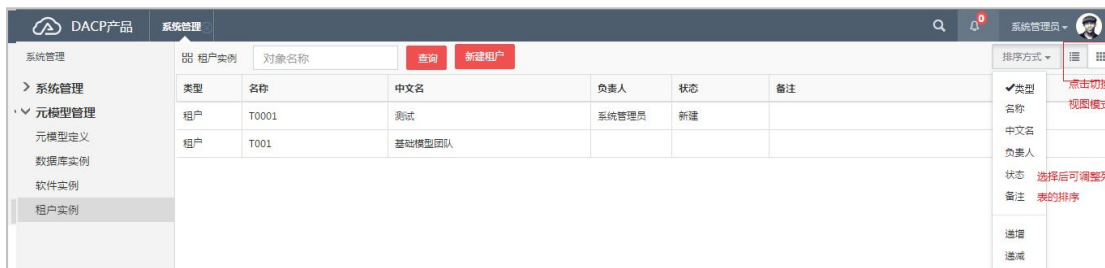 DACP产品 系统管理 0 系统管理员
系统管理 租户实例 对象名称 查询 新建租户 排序方式
系统管理
元模型管理
元模型定义
数据库实例
软件实例
租户实例
类型 名称 中文名 负责人 状态 备注
租户 T0001 测试 系统管理员 新建
租户 T001 基础模型团队
类型
名称
中文名
负责人
状态
备注
递增
递减
点击切换
视图模式
选择后可调整列
表的排序